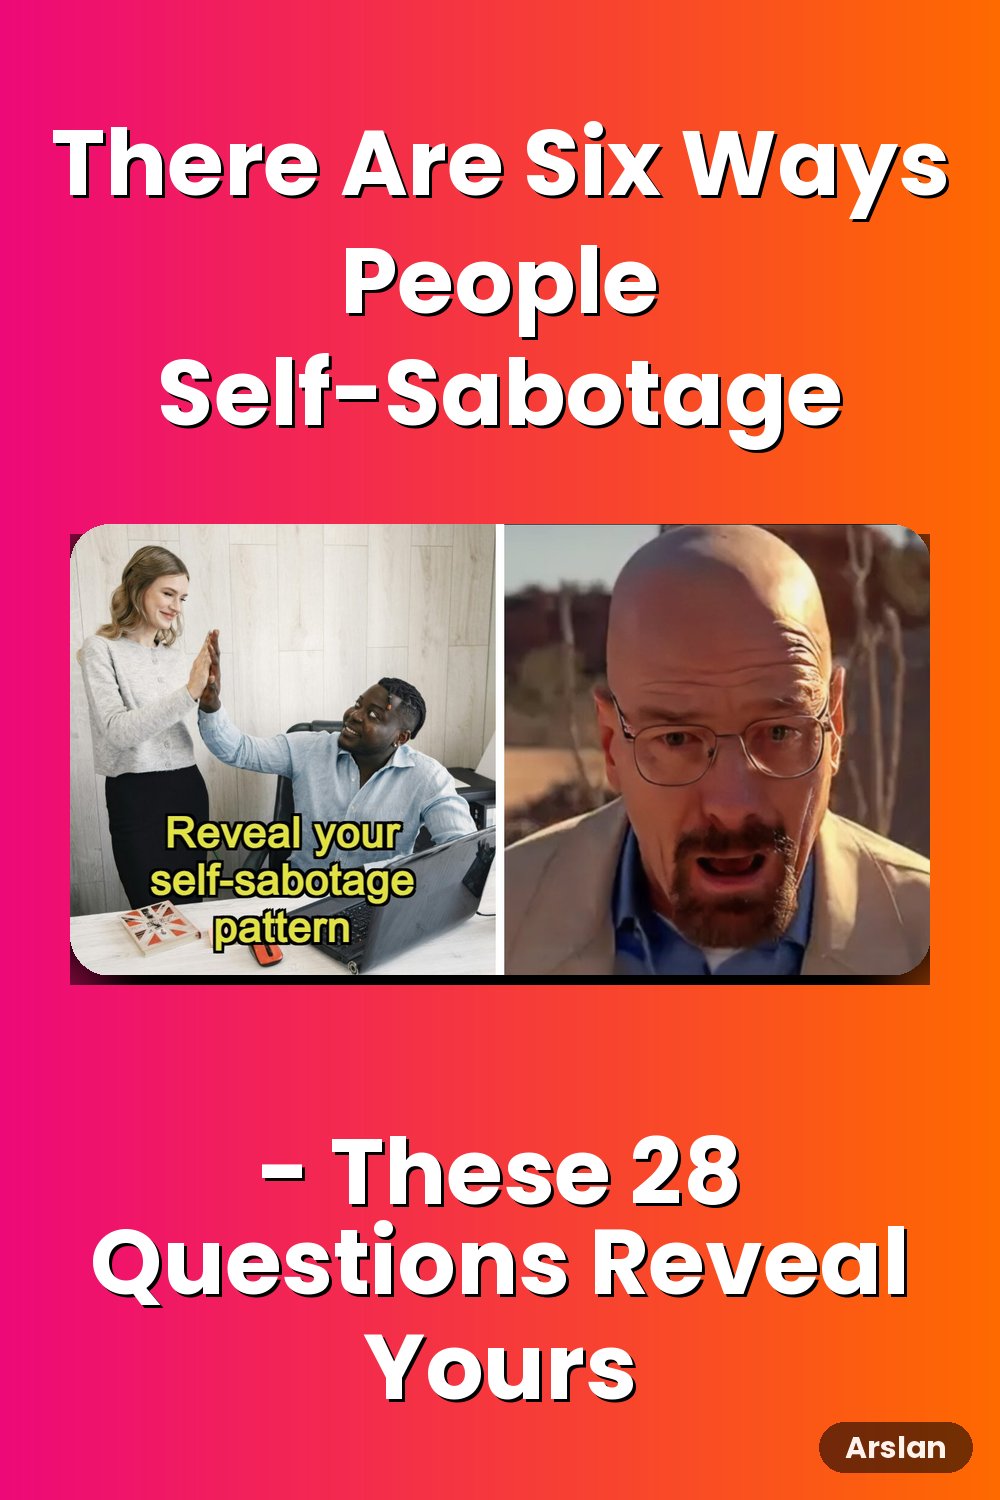 There Are Six Ways
People
Self-Sabotage
Reveal your
self-sabotage
pattern
- These 28
Questions Reveal
Yours
Arslan